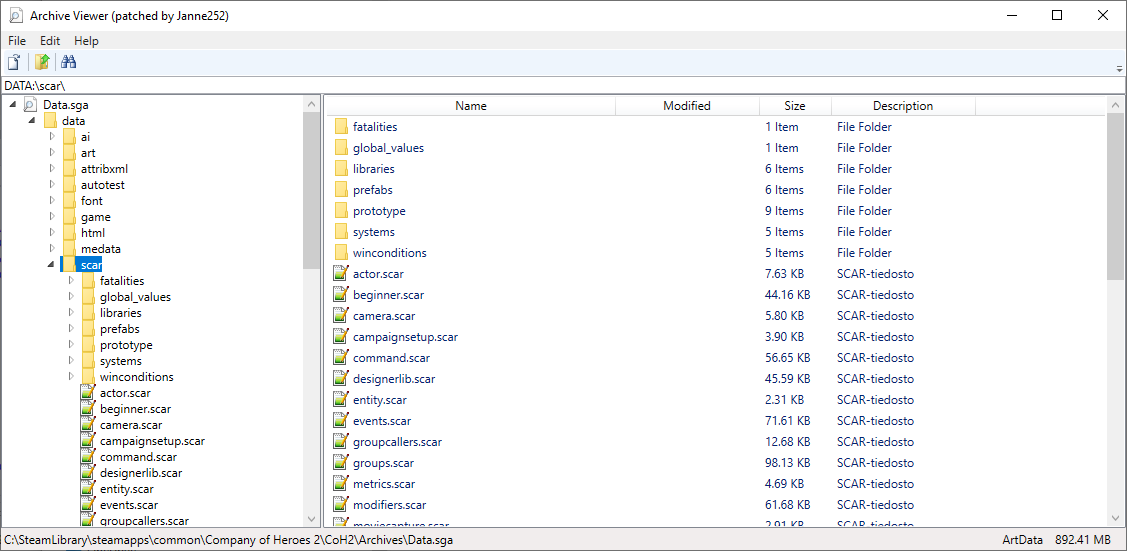 Archive Viewer (patched by Janne252)
File Edit Help
DATA:\scar\
Data.sga
data
ai
art
attribxml
autotest
font
game
html
medata
scar
fatalities
global_values
libraries
prefabs
prototype
systems
winconditions
actor.scar
beginner.scar
camera.scar
campaignsetup.scar
command.scar
designerlib.scar
entity.scar
events.scar
groupcallers.scar
Name Modified Size Description
fatalities 1 Item File Folder
global_values 1 Item File Folder
libraries 6 Items File Folder
prefabs 6 Items File Folder
prototype 9 Items File Folder
systems 5 Items File Folder
winconditions 5 Items File Folder
actor.scar 7.63 KB SCAR-tiedosto
beginner.scar 44.16 KB SCAR-tiedosto
camera.scar 5.80 KB SCAR-tiedosto
campaignsetup.scar 3.90 KB SCAR-tiedosto
command.scar 56.65 KB SCAR-tiedosto
designerlib.scar 45.59 KB SCAR-tiedosto
entity.scar 2.31 KB SCAR-tiedosto
events.scar 71.61 KB SCAR-tiedosto
groupcallers.scar 12.68 KB SCAR-tiedosto
groups.scar 98.13 KB SCAR-tiedosto
metrics.scar 4.69 KB SCAR-tiedosto
modifiers.scar 61.68 KB SCAR-tiedosto
moviecapture.scar 2.91 KB SCAR-tiedosto
C:\SteamLibrary\steamapps\common\Company of Heroes 2\CoH2\Archives\Data.sga ArtData 892.41 MB